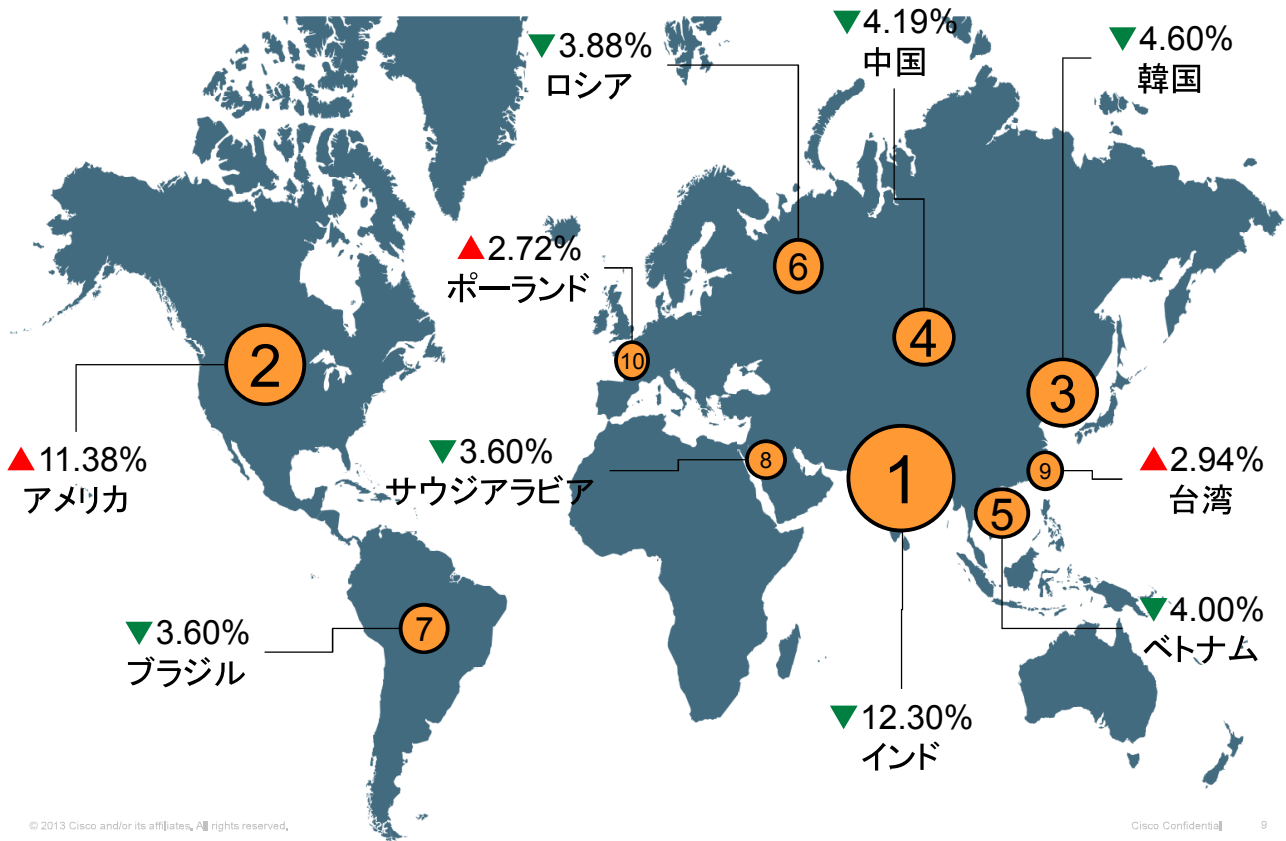 ▼4.19%
中国
▼3.88%
ロシア
▼4.60%
韓国
▲2.72%
ポーランド
6
4
10
2
3
▲11.38%
アメリカ
▼3.60%
サウジアラビア
8
1
9
▲2.94%
台湾
5
▼4.00%
ベトナム
7
▼3.60%
ブラジル
▼12.30%
インド
© 2013 Cisco and/or its affiliates. All rights reserved.
Cisco Confidential
9